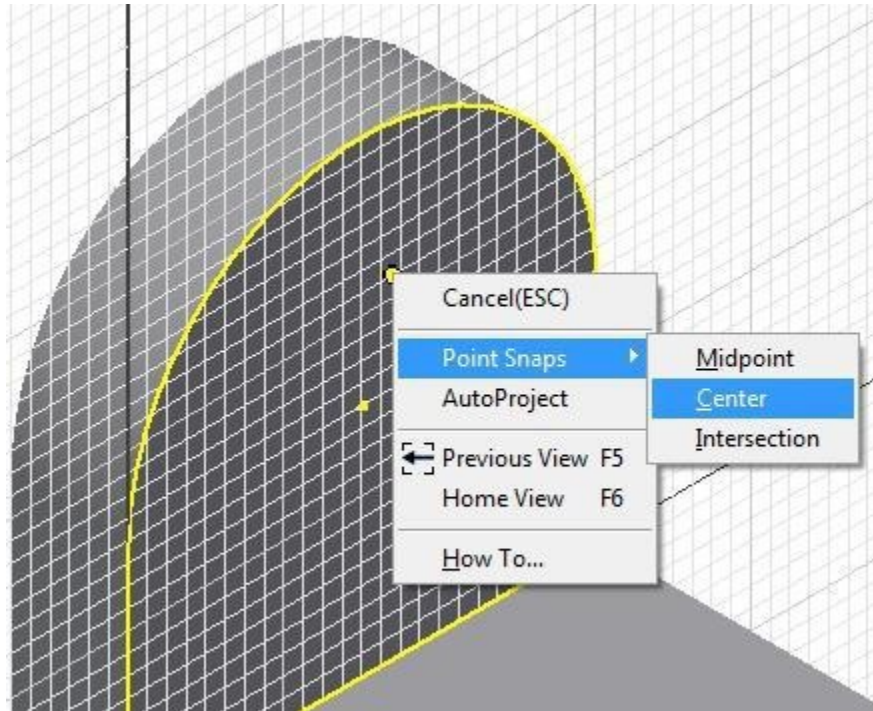 Cancel(ESC)
Point Snaps
Midpoint
AutoProject
Center
Intersection
Previous View F5
Home View F6
How To...